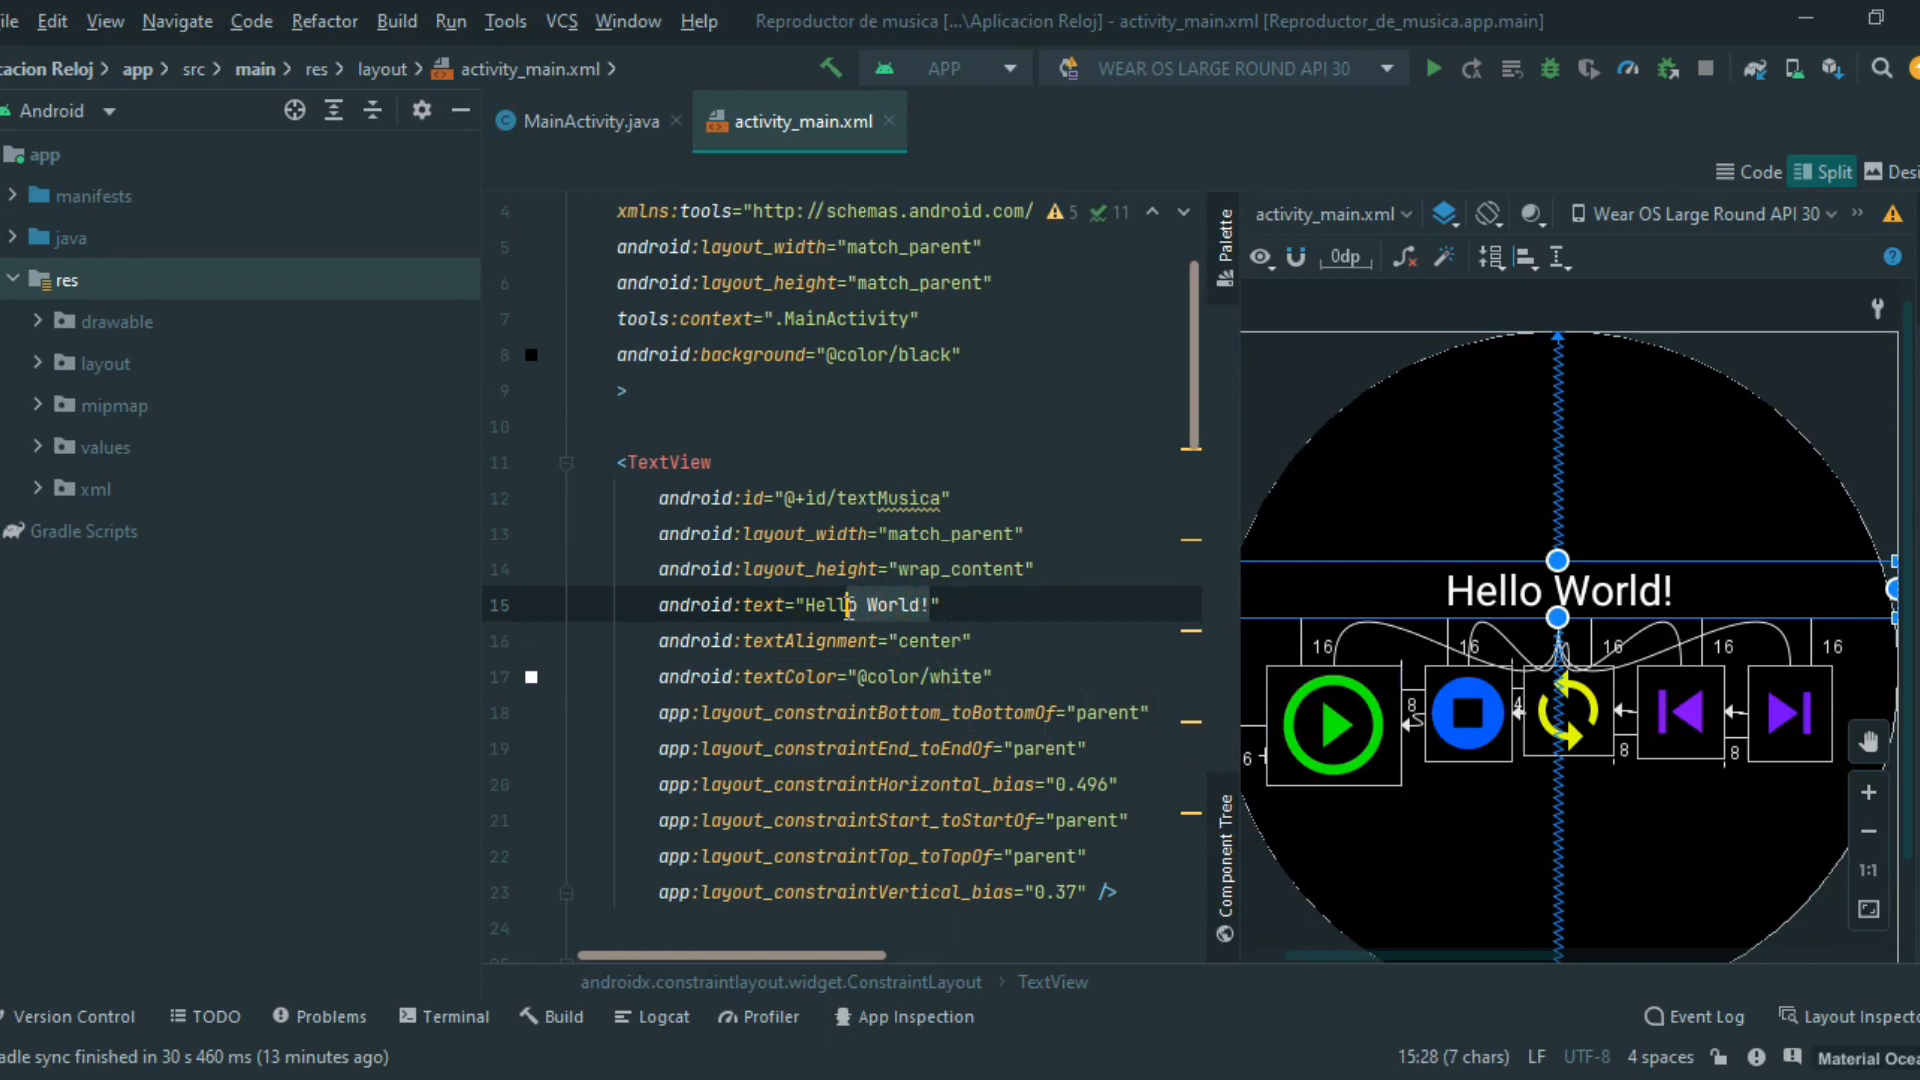 ile Edit View Navigate Code Refactor Build Run Tools VCS Window Help Reproductor de musica [...\Aplicacion Reloj] - activity_main.xml [Reproductor_de_musica.app.main]
cacion Reloj app src main res layout activity_main.xml APP WEAR OS LARGE ROUND API 30
Android
MainActivity.java activity_main.xml
app
manifests
java
res
drawable
layout
mipmap
values
xml
Gradle Scripts
Code Split Desi
4 xmlns:tools="http://schemas.android.com/ 5 11
5 android:layout_width="match_parent"
6 android:layout_height="match_parent"
7 tools:context=".MainActivity"
8 android:background="@color/black"
9 >
10
11 <TextView
12 android:id="@+id/textMusica"
13 android:layout_width="match_parent"
14 android:layout_height="wrap_content"
15 android:text="Hello World!"
16 android:textAlignment="center"
17 android:textColor="@color/white"
18 app:layout_constraintBottom_toBottomOf="parent"
19 app:layout_constraintEnd_toEndOf="parent"
20 app:layout_constraintHorizontal_bias="0.496"
21 app:layout_constraintStart_toStartOf="parent"
22 app:layout_constraintTop_toTopOf="parent"
23 app:layout_constraintVertical_bias="0.37" />
24
Palette
Component Tree
activity_main.xml Wear OS Large Round API 30
0dp
Hello World!
16 16 16 16 16
8 4
6 8 8
1:1
androidx.constraintlayout.widget.ConstraintLayout TextView
Version Control TODO Problems Terminal Build Logcat Profiler App Inspection Event Log Layout Inspecto
adle sync finished in 30 s 460 ms (13 minutes ago) 15:28 (7 chars) LF UTF-8 4 spaces Material Ocea